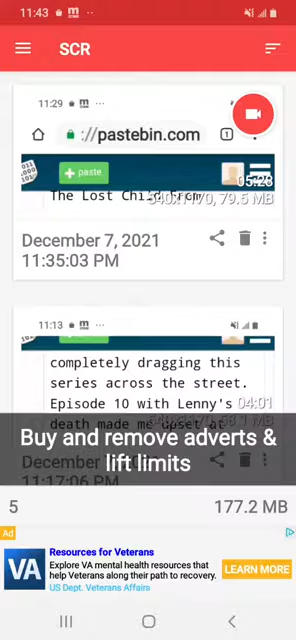 11:43
SCR
11:29
://pastebin.com
1
+ paste
05:28
The Lost Child From
540x1170, 79.5 MB
December 7, 2021
11:35:03 PM
11:13
completely dragging this
series across the street.
Episode 10 with Lenny's
04:01
death made me upset at
Buy and remove adverts &
lift limits
11:17:06 PM
5
177.2 MB
Ad
VA
Resources for Veterans
Explore VA mental health resources that
help Veterans along their path to recovery.
US Dept. Veterans Affairs
LEARN MORE